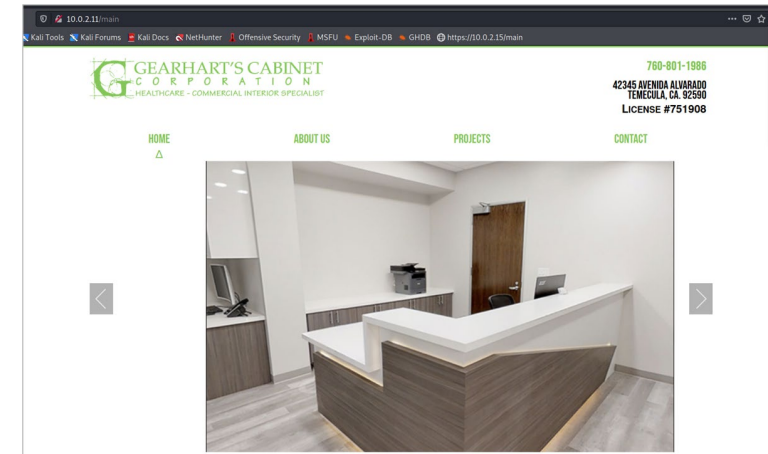 10.0.2.11/main
Kali Tools Kali Forums Kali Docs NetHunter Offensive Security MSFU Exploit-DB GHDB https://10.0.2.15/main
GEARHART'S CABINET
CORPORATION
HEALTHCARE - COMMERCIAL INTERIOR SPECIALIST
760-801-1986
42345 AVENIDA ALVARADO
TEMECULA, CA. 92590
LICENSE #751908
HOME ABOUT US PROJECTS CONTACT